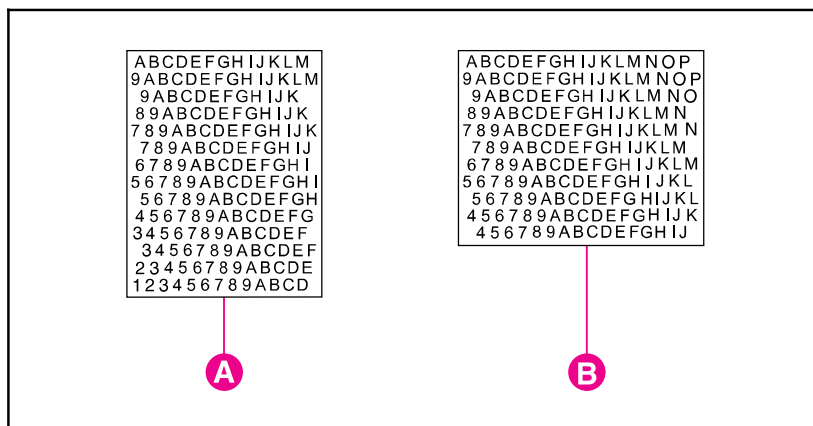 ABCDEFGHIJKLM
9ABCDEFGHIJKLM
9ABCDEFGHIJK
89ABCDEFGHIJK
789ABCDEFGHIJK
789ABCDEFGHIJ
6789ABCDEFGHI
56789ABCDEFGHI
56789ABCDEFGH
456789ABCDEFG
3456789ABCDEF
3456789ABCDEF
23456789ABCDE
123456789ABCD
A
ABCDEFGHIJKLMNOP
9ABCDEFGHIJKLMNOP
9ABCDEFGHIJKLMNO
89ABCDEFGHIJKLMN
789ABCDEFGHIJKLMN
789ABCDEFGHIJKLM
6789ABCDEFGHIJKLM
56789ABCDEFGHIJKL
56789ABCDEFGHIJKL
456789ABCDEFGHIJK
456789ABCDEFGHIJ
B